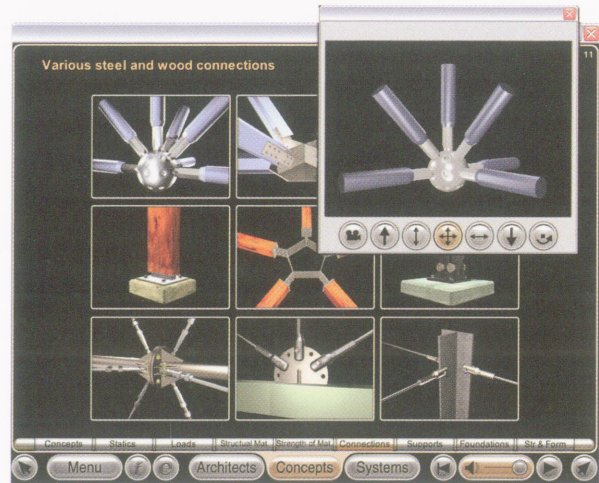 Various steel and wood connections
11
Concepts Statics Loads Structual Mat. Strength of Mat. Connections Supports Foundations Str & Form
Menu f e Architects Concepts Systems